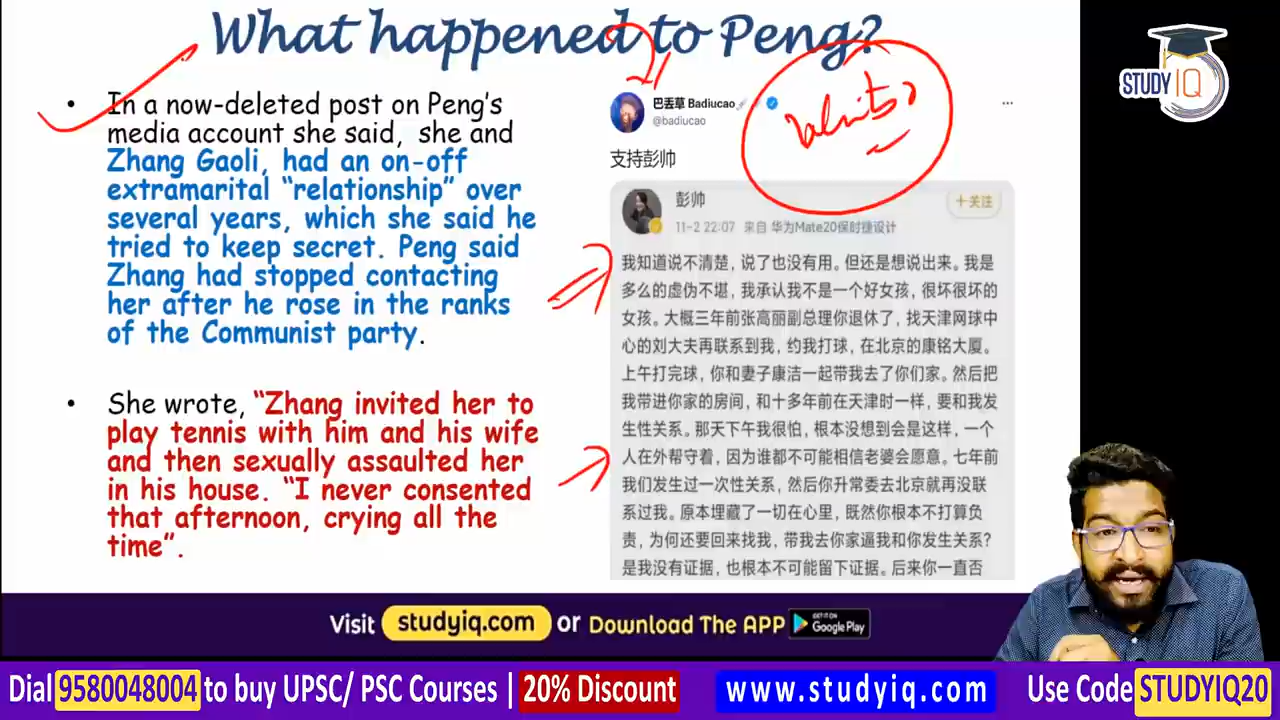 What happened to Peng?
STUDY IQ
• In a now-deleted post on Peng's
media account she said, she and
Zhang Gaoli, had an on-off
extramarital “relationship” over
several years, which she said he
tried to keep secret. Peng said
Zhang had stopped contacting
her after he rose in the ranks
of the Communist party.
• She wrote, “Zhang invited her to
play tennis with him and his wife
and then sexually assaulted her
in his house. “I never consented
that afternoon, crying all the
time”.
巴丢草 Badiucao
@badiucao
支持彭帅
彭帅
+关注
11-2 22:07 来自 华为Mate20保时捷设计
我知道说不清楚，说了也没有用。但还是想说出来。我是
多么的虚伪不堪，我承认我不是一个好女孩，很坏很坏的
女孩。大概三年前张高丽副总理你退休了，找天津网球中
心的刘大夫再联系到我，约我打球，在北京的康铭大厦。
上午打完球，你和妻子康洁一起带我去了你们家。然后把
我带进你家的房间，和十多年前在天津时一样，要和我发
生性关系。那天下午我很怕，根本没想到会是这样，一个
人在外帮守着，因为谁都不可能相信老婆会愿意。七年前
我们发生过一次性关系，然后你升常委去北京就再没联
系过我。原本埋藏了一切在心里，既然你根本不打算负
责，为何还要回来找我，带我去你家逼我和你发生关系?
是我没有证据，也根本不可能留下证据。后来你一直否
Visit studyiq.com or Download The APP
GET IT ON
Google Play
Dial 9580048004 to buy UPSC/ PSC Courses | 20% Discount
www.studyiq.com
Use Code STUDYIQ20